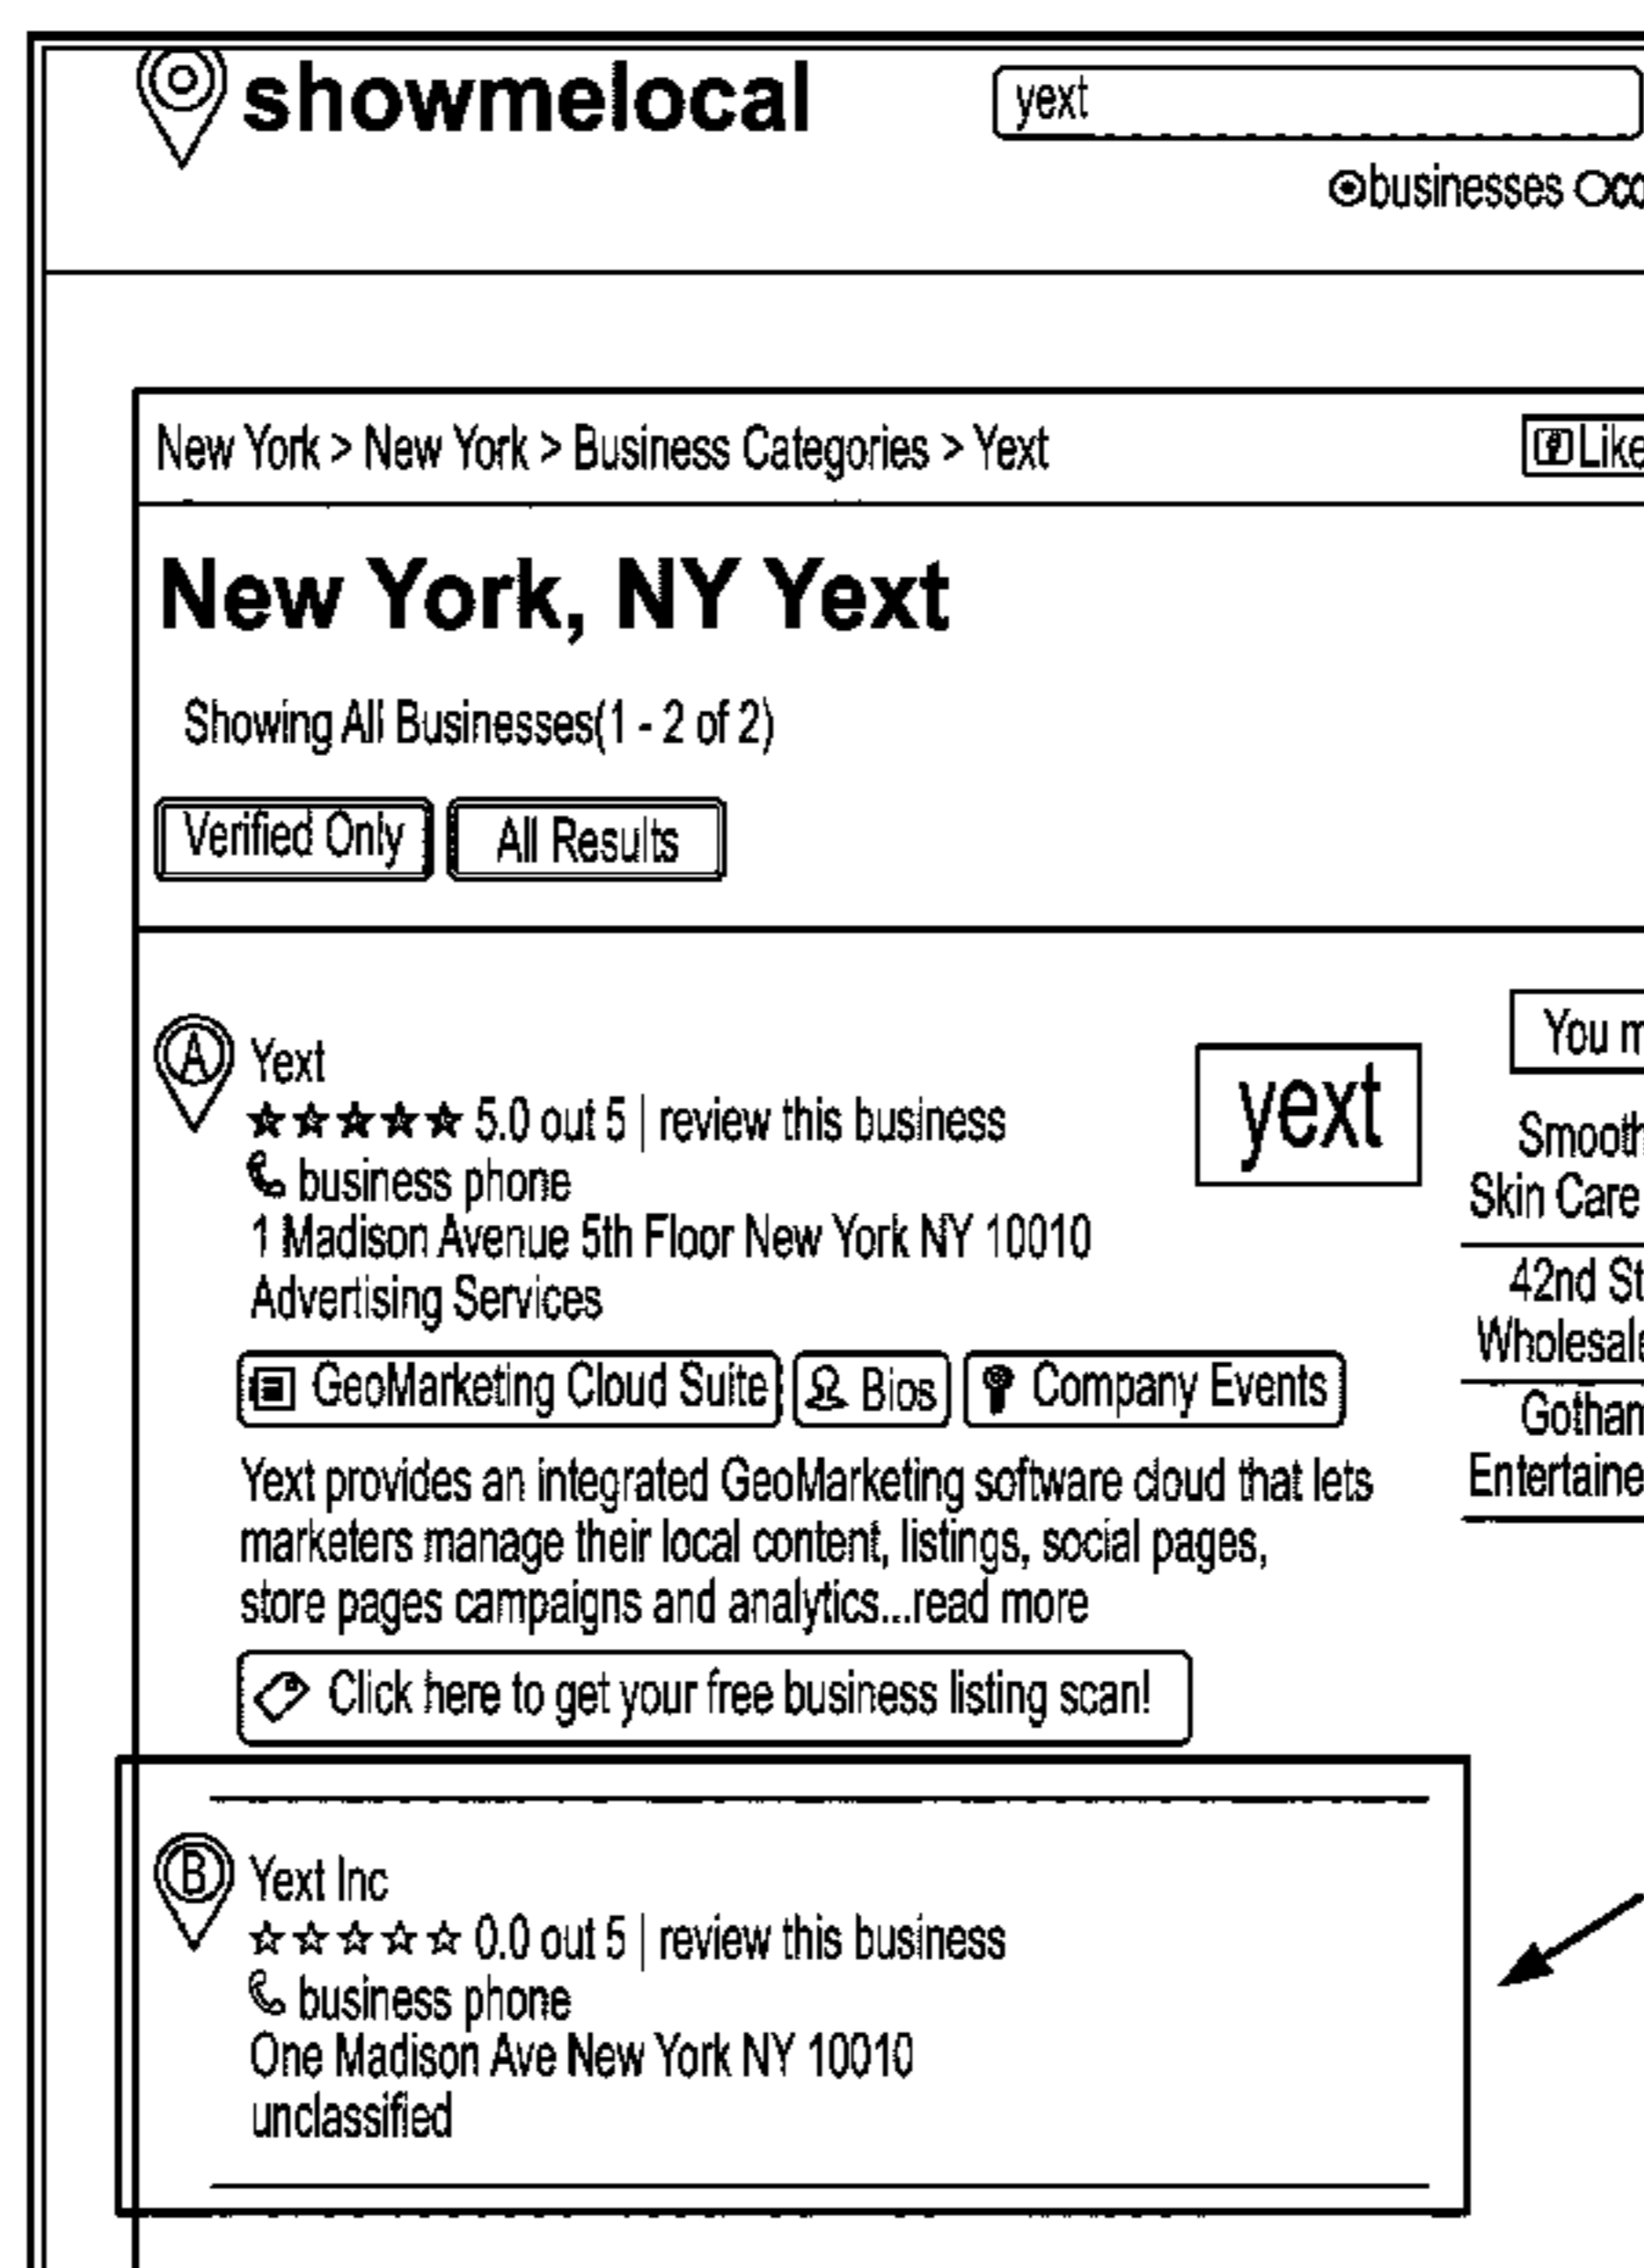 showmelocal
yext
businesses
New York > New York > Business Categories > Yext
Like
New York, NY Yext
Showing All Businesses(1 - 2 of 2)
Verified Only
All Results
A
Yext
5.0 out 5 | review this business
business phone
1 Madison Avenue 5th Floor New York NY 10010
Advertising Services
yext
GeoMarketing Cloud Suite
Bios
Company Events
Yext provides an integrated GeoMarketing software cloud that lets
marketers manage their local content, listings, social pages,
store pages campaigns and analytics...read more
Click here to get your free business listing scan!
You
Skin Care
42nd
B
Yext Inc
0.0 out 5 | review this business
business phone
One Madison Ave New York NY 10010
unclassified